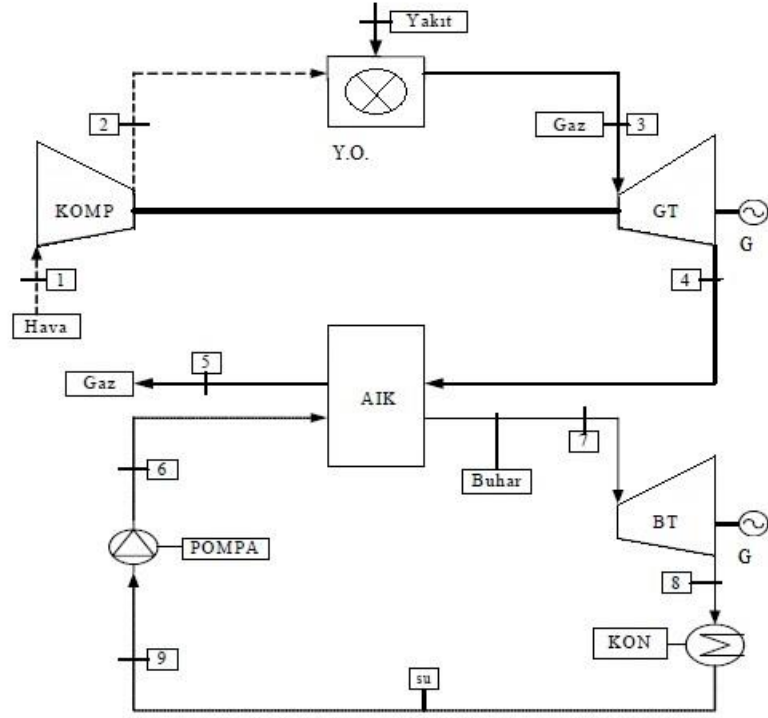 Yakıt
2
Gaz
3
Y.O.
KOMP
GT
G
1
4
Hava
5
Gaz
AIK
7
6
Buhar
BT
POMPA
G
8
KON
9
su